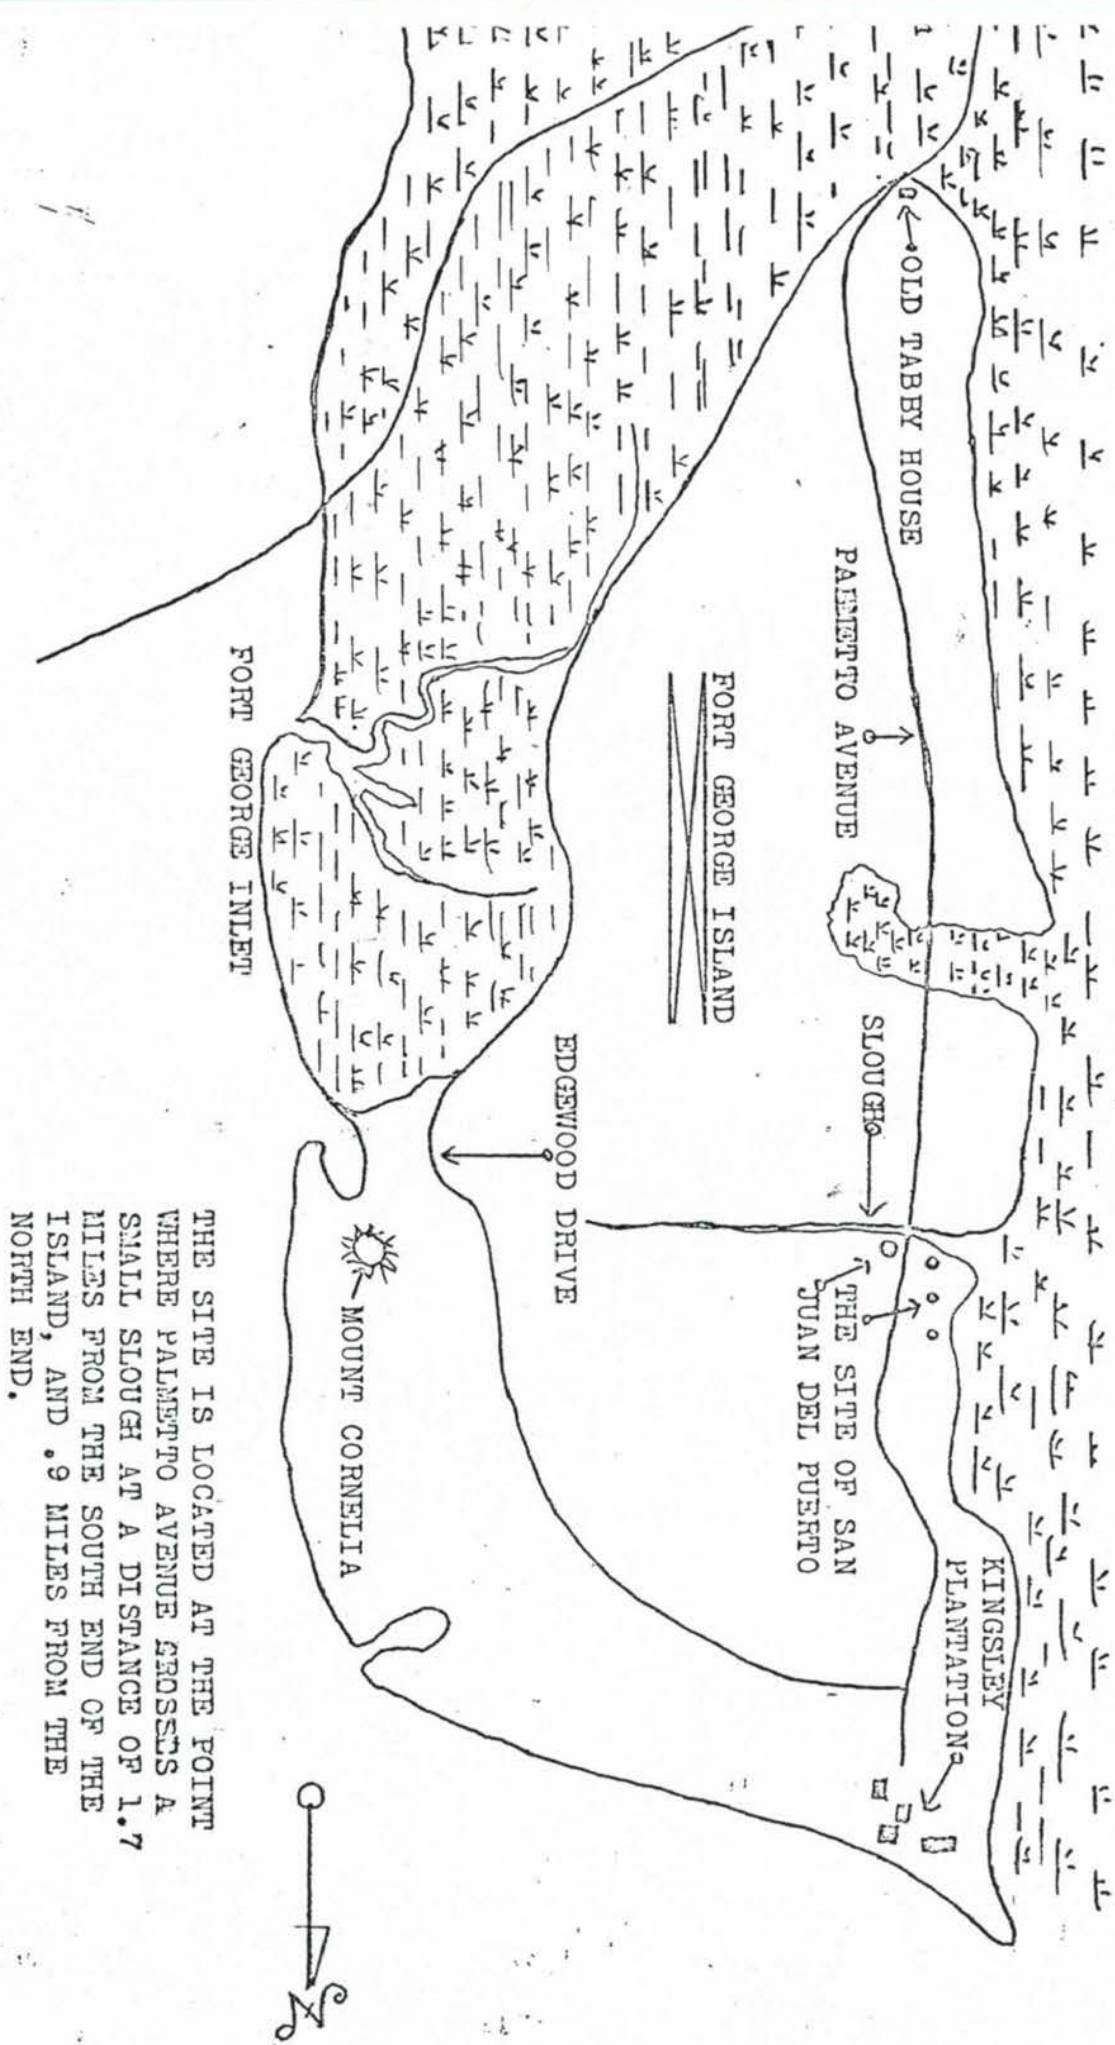 OLD TABBY HOUSE
PALMETTO AVENUE
FORT GEORGE ISLAND
SLOUGH
THE SITE OF SAN
JUAN DEL PUERTO
KINGSLEY
PLANTATION
EDGEWOOD DRIVE
FORT GEORGE INLET
MOUNT CORNELIA
N
THE SITE IS LOCATED AT THE POINT
WHERE PALMETTO AVENUE CROSSES A
SMALL SLOUGH AT A DISTANCE OF 1.7
MILES FROM THE SOUTH END OF THE
ISLAND, AND .9 MILES FROM THE
NORTH END.